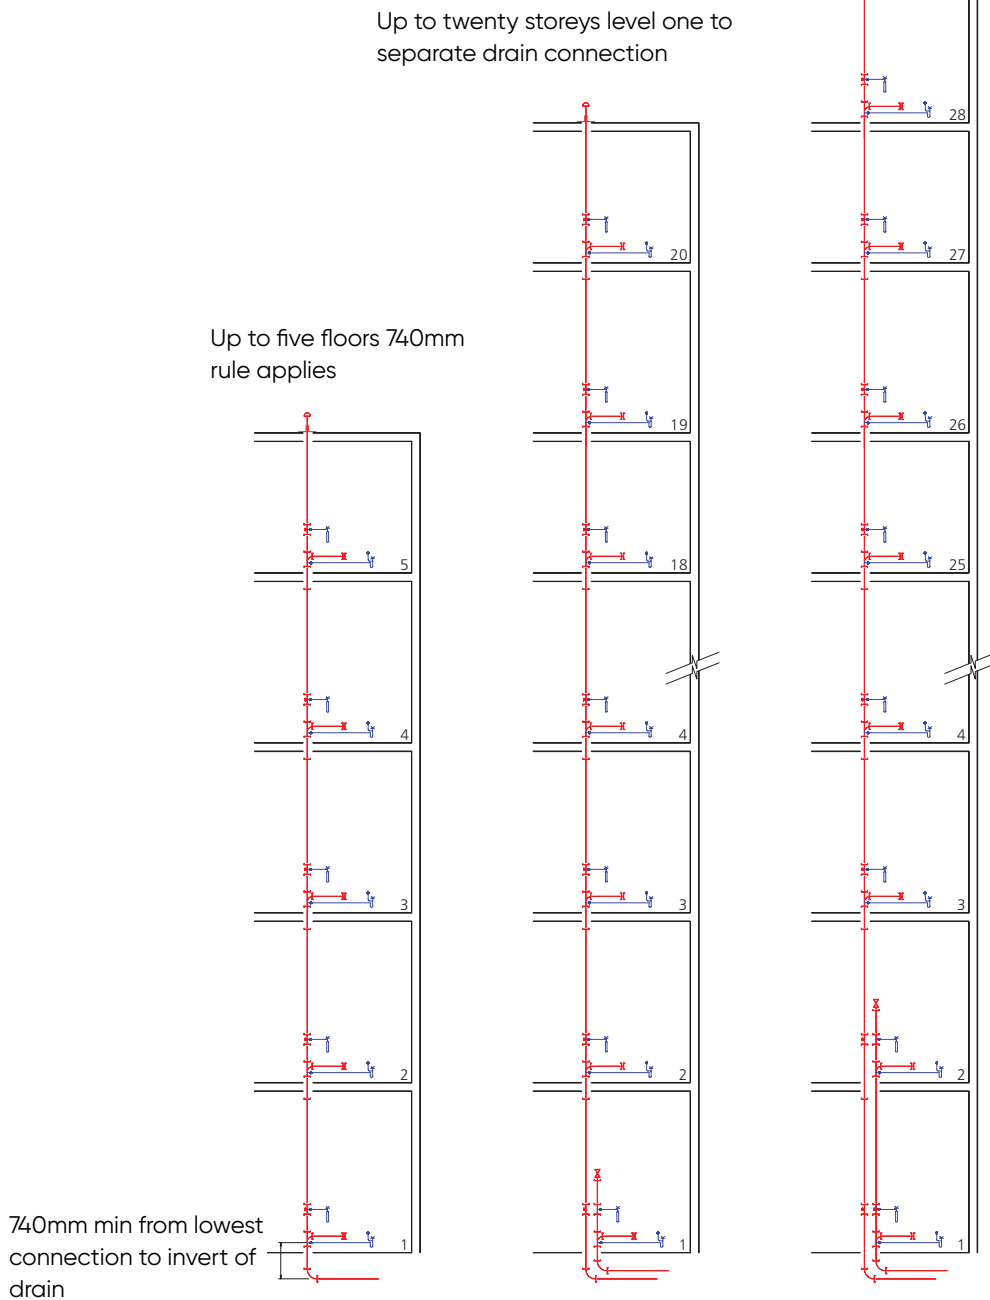 Up to twenty storeys level one to
separate drain connection
Up to five floors 740mm
rule applies
740mm min from lowest
connection to invert of
drain
5
4
3
2
1
20
19
18
4
3
2
1
28
27
26
25
4
3
2
1